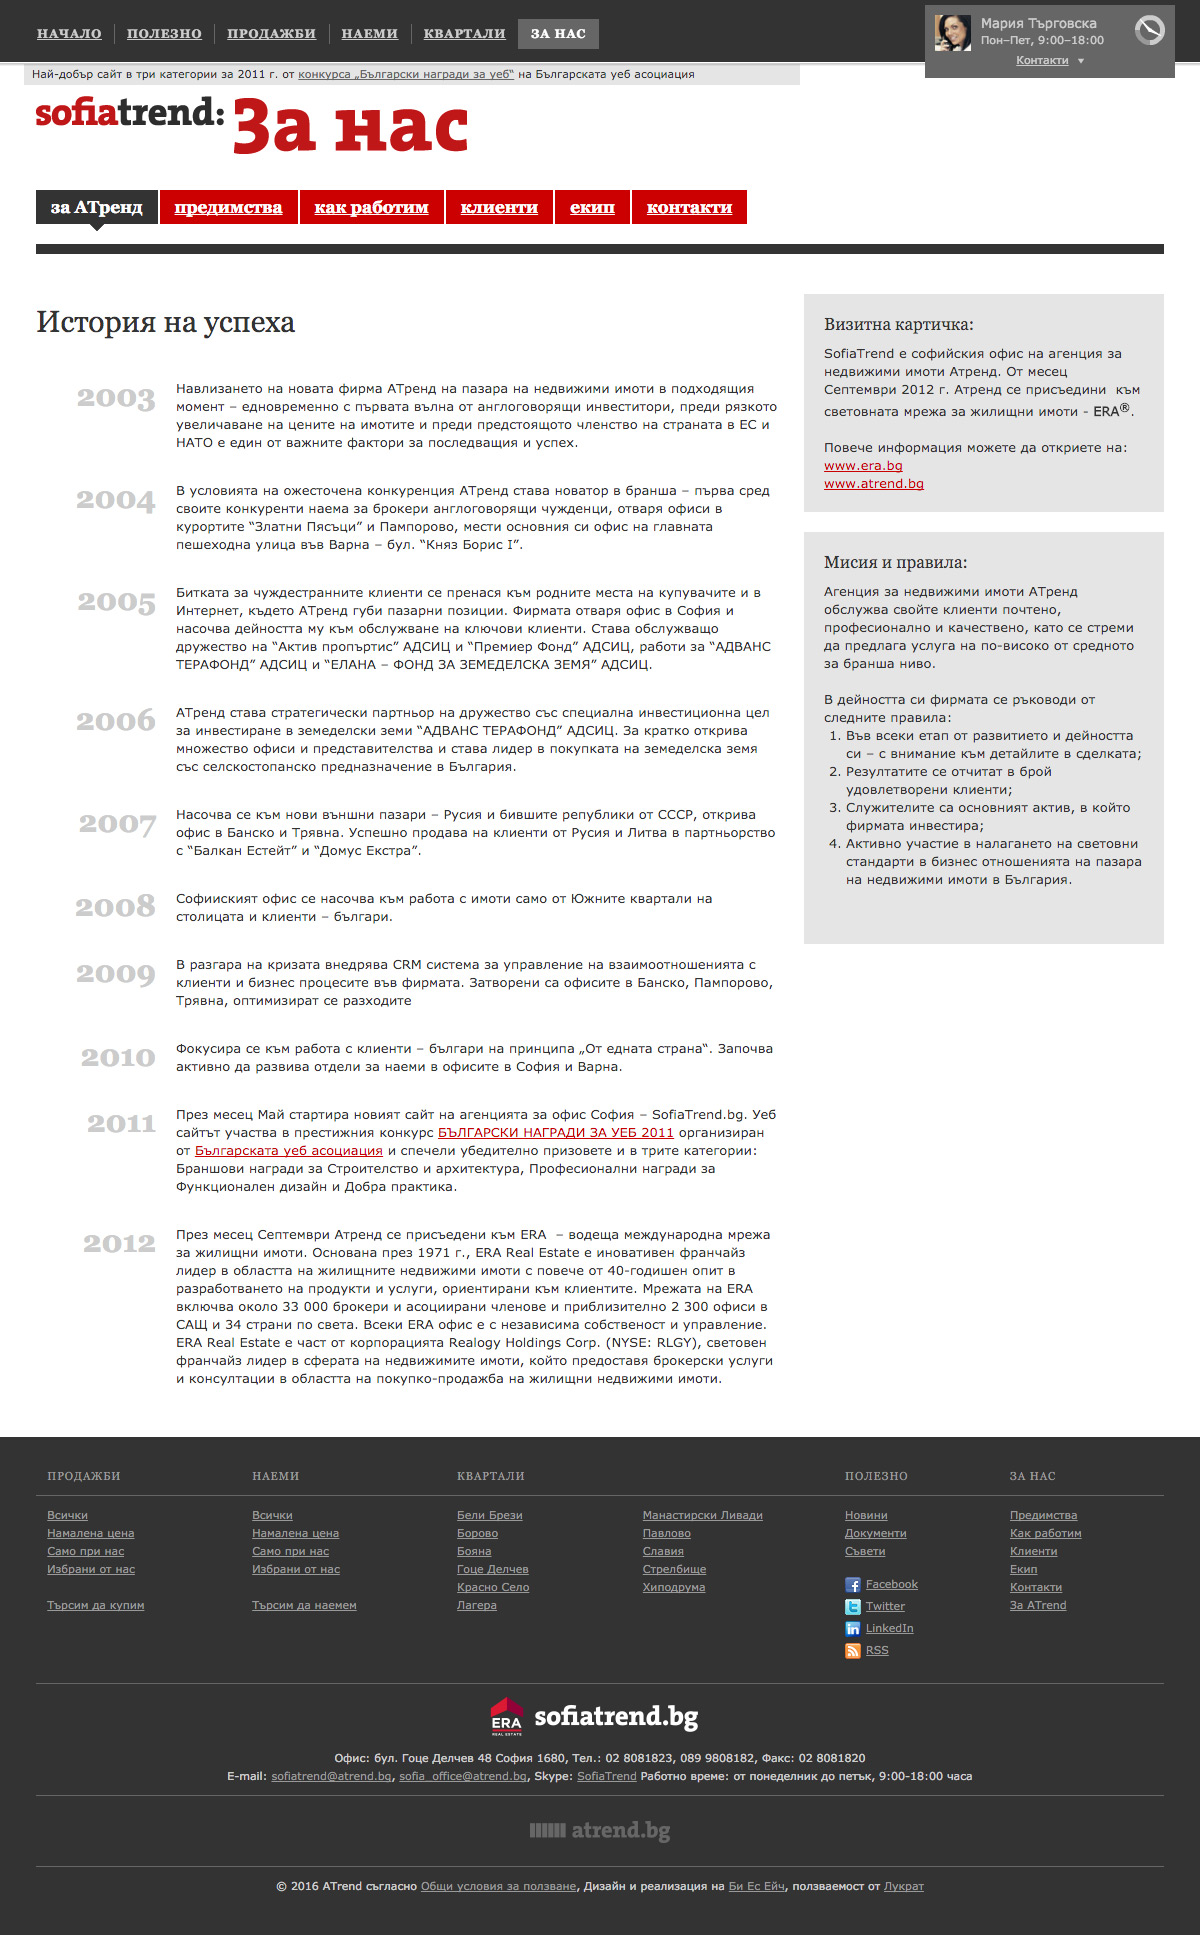 НАЧАЛО ПОЛЕЗНО ПРОДАЖБИ НАЕМИ КВАРТАЛИ ЗА НАС
Мария Търговска
Пон–Пет, 9:00–18:00
Контакти ▼
Най-добър сайт в три категории за 2011 г. от конкурса „Български награди за уеб“ на Българската уеб асоциация
sofiatrend: За нас
за АТренд предимства как работим клиенти екип контакти
История на успеха
2003
Навлизането на новата фирма АТренд на пазара на недвижими имоти в подходящия
момент – едновременно с първата вълна от англоговорящи инвеститори, преди рязкото
увеличаване на цените на имотите и преди предстоящото членство на страната в ЕС и
НАТО е един от важните фактори за последващия и успех.
2004
В условията на ожесточена конкуренция АТренд става новатор в бранша – първа сред
своите конкуренти наема за брокери англоговорящи чужденци, отваря офиси в
курортите “Златни Пясъци” и Пампорово, мести основния си офис на главната
пешеходна улица във Варна – бул. “Княз Борис I”.
2005
Битката за чуждестранните клиенти се пренася към родните места на купувачите и в
Интернет, където АТренд губи пазарни позиции. Фирмата отваря офис в София и
насочва дейността му към обслужване на ключови клиенти. Става обслужващо
дружество на “Актив пропъртис” АДСИЦ и “Премиер Фонд” АДСИЦ, работи за “АДВАНС
ТЕРАФОНД” АДСИЦ и “ЕЛАНА – ФОНД ЗА ЗЕМЕДЕЛСКА ЗЕМЯ” АДСИЦ.
2006
АТренд става стратегически партньор на дружество със специална инвестиционна цел
за инвестиране в земеделски земи “АДВАНС ТЕРАФОНД” АДСИЦ. За кратко открива
множество офиси и представителства и става лидер в покупката на земеделска земя
със селскостопанско предназначение в България.
2007
Насочва се към нови външни пазари – Русия и бившите републики от СССР, открива
офис в Банско и Трявна. Успешно продава на клиенти от Русия и Литва в партньорство
с “Балкан Естейт” и “Домус Екстра”.
2008
Софииският офис се насочва към работа с имоти само от Южните квартали на
столицата и клиенти – българи.
2009
В разгара на кризата внедрява CRM система за управление на взаимоотношенията с
клиенти и бизнес процесите във фирмата. Затворени са офисите в Банско, Пампорово,
Трявна, оптимизират се разходите
2010
Фокусира се към работа с клиенти – българи на принципа „От едната страна“. Започва
активно да развива отдели за наеми в офисите в София и Варна.
2011
През месец Май стартира новият сайт на агенцията за офис София – SofiaTrend.bg. Уеб
сайтът участва в престижния конкурс БЪЛГАРСКИ НАГРАДИ ЗА УЕБ 2011 организиран
от Българската уеб асоциация и спечели убедително призовете и в трите категории:
Браншови награди за Строителство и архитектура, Професионални награди за
Функционален дизайн и Добра практика.
2012
През месец Септември Атренд се присъедени към ERA – водеща международна мрежа
за жилищни имоти. Основана през 1971 г., ERA Real Estate е иновативен франчайз
лидер в областта на жилищните недвижими имоти с повече от 40-годишен опит в
разработването на продукти и услуги, ориентирани към клиентите. Мрежата на ERA
включва около 33 000 брокери и асоциирани членове и приблизително 2 300 офиси в
САЩ и 34 страни по света. Всеки ERA офис е с независима собственост и управление.
ERA Real Estate е част от корпорацията Realogy Holdings Corp. (NYSE: RLGY), световен
франчайз лидер в сферата на недвижимите имоти, който предоставя брокерски услуги
и консултации в областта на покупко-продажба на жилищни недвижими имоти.
Визитна картичка:
SofiaTrend е софийския офис на агенция за
недвижими имоти Атренд. От месец
Септември 2012 г. Атренд се присъедини към
световната мрежа за жилищни имоти - ERA®.
Повече информация можете да откриете на:
www.era.bg
www.atrend.bg
Мисия и правила:
Агенция за недвижими имоти АТренд
обслужва свойте клиенти почтено,
професионално и качествено, като се стреми
да предлага услуга на по-високо от средното
за бранша ниво.
В дейността си фирмата се ръководи от
следните правила:
1. Във всеки етап от развитието и дейността
си – с внимание към детайлите в сделката;
2. Резултатите се отчитат в брой
удовлетворени клиенти;
3. Служителите са основният актив, в който
фирмата инвестира;
4. Активно участие в налагането на световни
стандарти в бизнес отношенията на пазара
на недвижими имоти в България.
ПРОДАЖБИ НАЕМИ КВАРТАЛИ ПОЛЕЗНО ЗА НАС
Всички Всички Бели Брези Манастирски Ливади Новини Предимства
Намалена цена Намалена цена Борово Павлово Документи Как работим
Само при нас Само при нас Бояна Славия Съвети Клиенти
Избрани от нас Избрани от нас Гоце Делчев Стрелбище Екип
Красно Село Хиподрума Facebook Контакти
Търсим да купим Търсим да наемем Лагера Twitter За АTrend
LinkedIn
RSS
ERA REAL ESTATE sofiatrend.bg
Офис: бул. Гоце Делчев 48 София 1680, Тел.: 02 8081823, 089 9808182, Факс: 02 8081820
E-mail: sofiatrend@atrend.bg, sofia_office@atrend.bg, Skype: SofiaTrend Работно време: от понеделник до петък, 9:00-18:00 часа
atrend.bg
© 2016 АТренд съгласно Общи условия за ползване, Дизайн и реализация на Би Ес Ейч, ползваемост от Лукрат